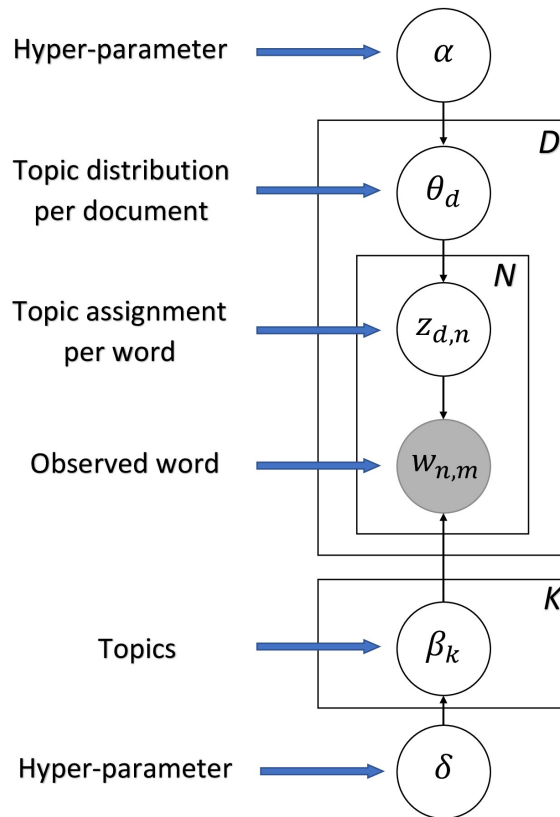 Hyper-parameter
α
D
Topic distribution
per document
θ_d
N
Topic assignment
per word
z_{d,n}
Observed word
w_{n,m}
K
Topics
β_k
Hyper-parameter
δ